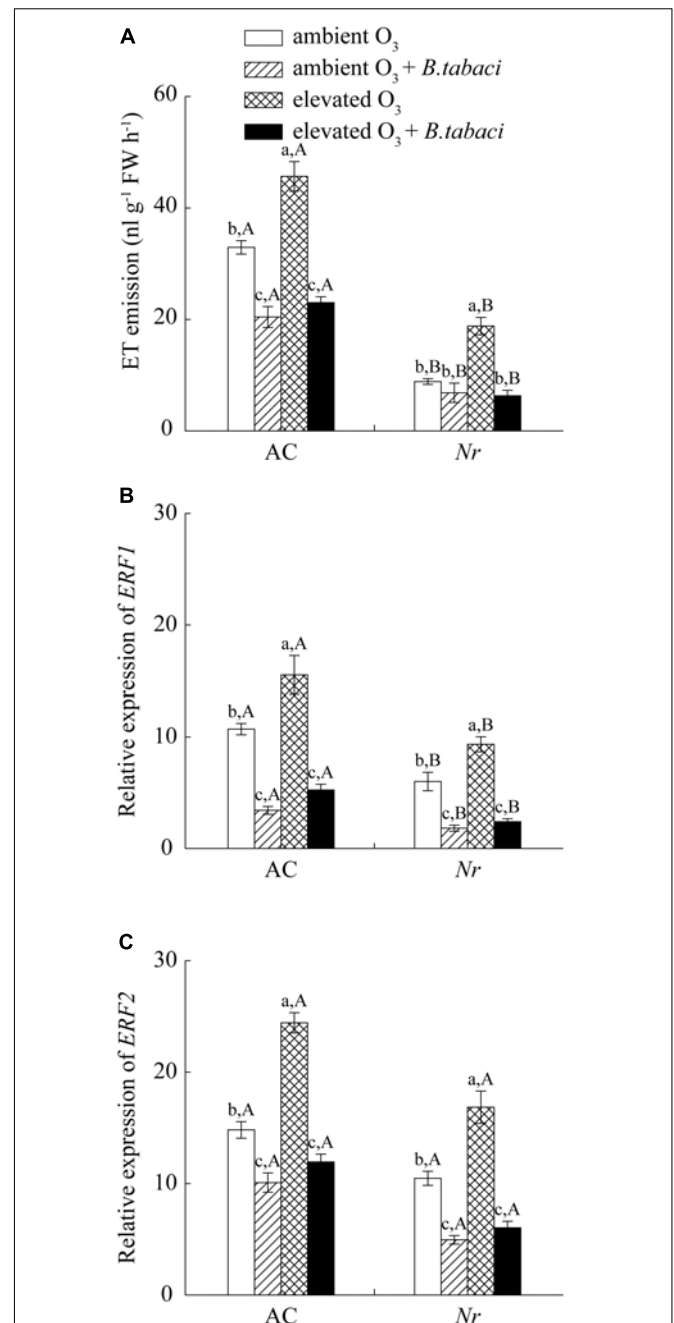 A
ambient O₃
ambient O₃ + B.tabaci
elevated O₃
elevated O₃ + B.tabaci
ET emission (nl g⁻¹ FW h⁻¹)
60
40
20
0
b,A
c,A
a,A
c,A
b,B
b,B
a,B
b,B
AC
Nr
B
Relative expression of ERF1
30
20
10
0
b,A
c,A
a,A
c,A
b,B
c,B
a,B
c,B
AC
Nr
C
Relative expression of ERF2
30
20
10
0
b,A
c,A
a,A
c,A
b,A
c,A
a,A
c,A
AC
Nr